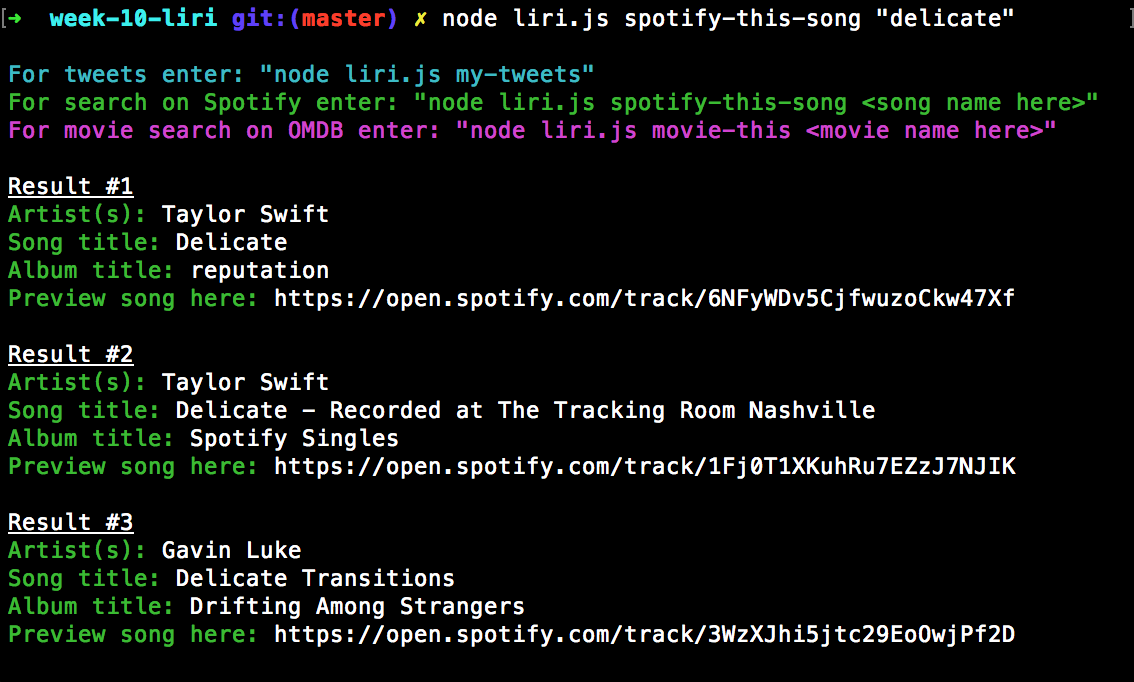 [➜  week-10-liri git:(master) ✗ node liri.js spotify-this-song "delicate" ]
For tweets enter: "node liri.js my-tweets"
For search on Spotify enter: "node liri.js spotify-this-song <song name here>"
For movie search on OMDB enter: "node liri.js movie-this <movie name here>"
Result #1
Artist(s): Taylor Swift
Song title: Delicate
Album title: reputation
Preview song here: https://open.spotify.com/track/6NFyWDv5CjfwuzoCkw47Xf
Result #2
Artist(s): Taylor Swift
Song title: Delicate - Recorded at The Tracking Room Nashville
Album title: Spotify Singles
Preview song here: https://open.spotify.com/track/1Fj0T1XKuhRu7EZzJ7NJIK
Result #3
Artist(s): Gavin Luke
Song title: Delicate Transitions
Album title: Drifting Among Strangers
Preview song here: https://open.spotify.com/track/3WzXJhi5jtc29EoOwjPf2D